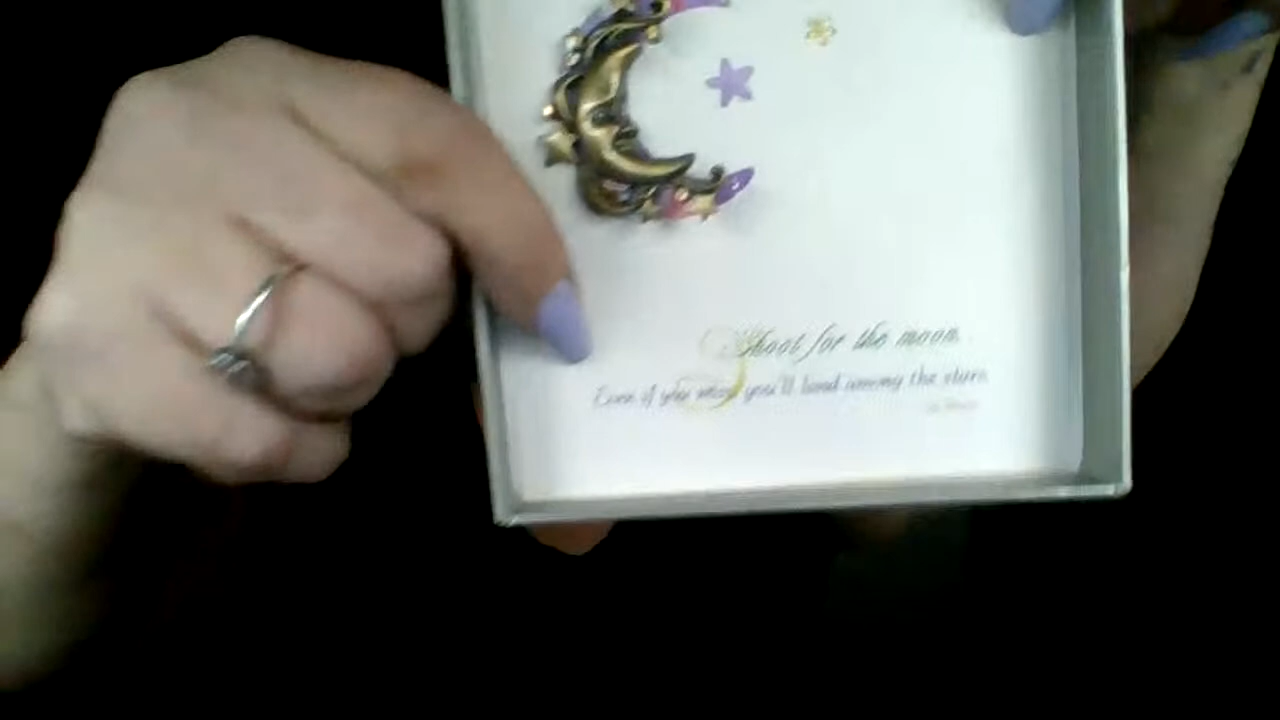 Shoot for the moon.
Even if you miss you'll land among the stars.